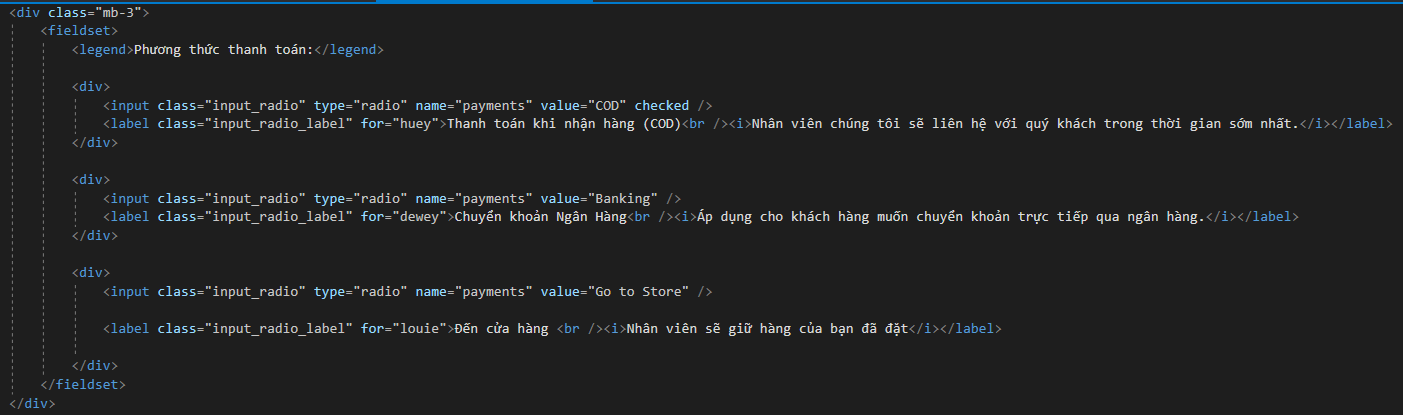 <div class="mb-3">
<fieldset>
<legend>Phương thức thanh toán:</legend>
<div>
<input class="input_radio" type="radio" name="payments" value="COD" checked />
<label class="input_radio_label" for="huey">Thanh toán khi nhận hàng (COD)<br /><i>Nhân viên chúng tôi sẽ liên hệ với quý khách trong thời gian sớm nhất.</i></label>
</div>
<div>
<input class="input_radio" type="radio" name="payments" value="Banking" />
<label class="input_radio_label" for="dewey">Chuyển khoản Ngân Hàng<br /><i>Áp dụng cho khách hàng muốn chuyển khoản trực tiếp qua ngân hàng.</i></label>
</div>
<div>
<input class="input_radio" type="radio" name="payments" value="Go to Store" />
<label class="input_radio_label" for="louie">Đến cửa hàng <br /><i>Nhân viên sẽ giữ hàng của bạn đã đặt</i></label>
</div>
</fieldset>
</div>